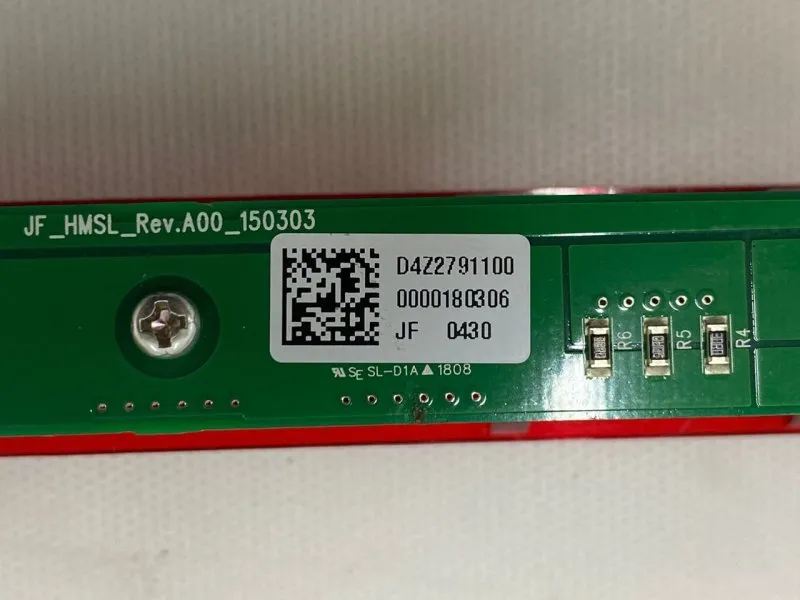 JF_HMSL_Rev.A00_150303
D4Z2791100
0000180306
JF 0430
SL-D1A ▲ 1808
R6
R5
R4